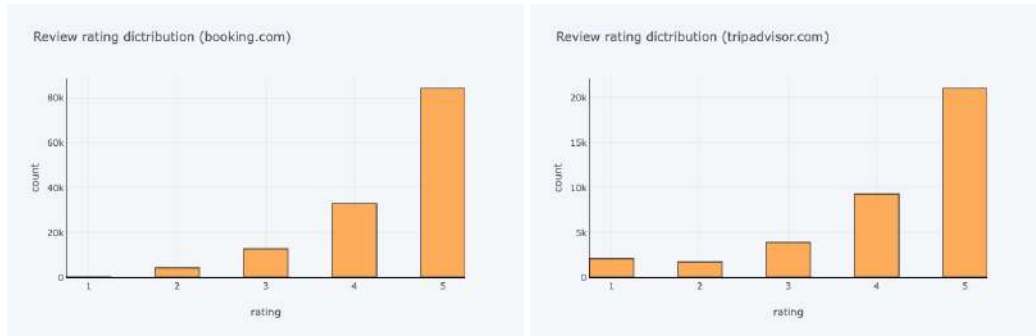 Review rating dictribution (booking.com)
80k
60k
40k
20k
0
count
1 2 3 4 5
rating
Review rating dictribution (tripadvisor.com)
20k
15k
10k
5k
0
count
1 2 3 4 5
rating